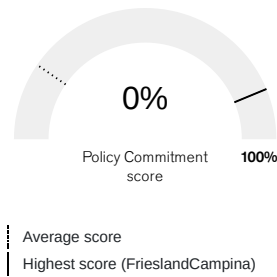 0%
Policy Commitment 100%
score
Average score
Highest score (FrieslandCampina)